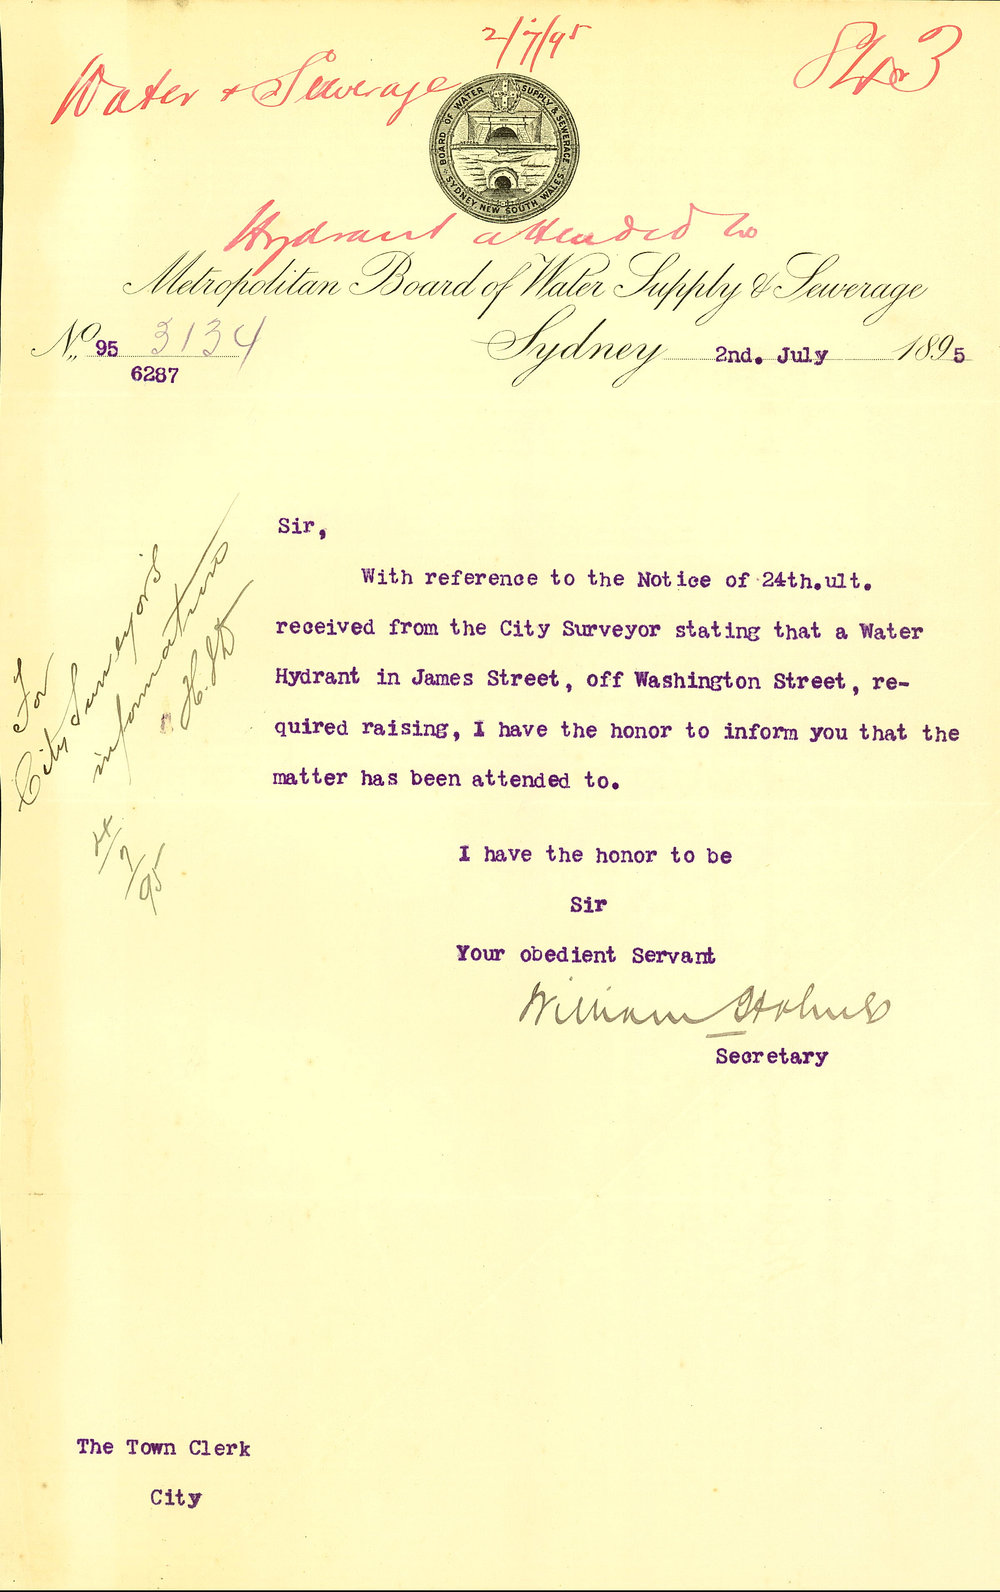 2/7/95
Water & Sewerage
BOARD OF WATER SUPPLY & SEWERAGE
SYDNEY, NEW SOUTH WALES
Hydrant attended to
Metropolitan Board of Water Supply & Sewerage
No. 95 3134
6287
Sydney 2nd. July 1895
Sir,
With reference to the Notice of 24th.ult.
received from the City Surveyor stating that a Water
Hydrant in James Street, off Washington Street, re-
quired raising, I have the honor to inform you that the
matter has been attended to.
For
City Surveyor's
information
4/7/95
I have the honor to be
Sir
Your obedient Servant
William Holmes
Secretary
The Town Clerk
City